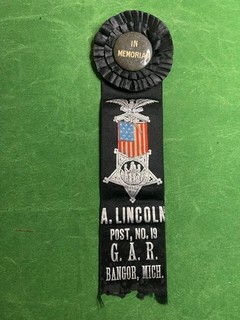 IN
MEMORIAM
A. LINCOLN
POST, NO. 19
G. A. R.
BANGOR, MICH.